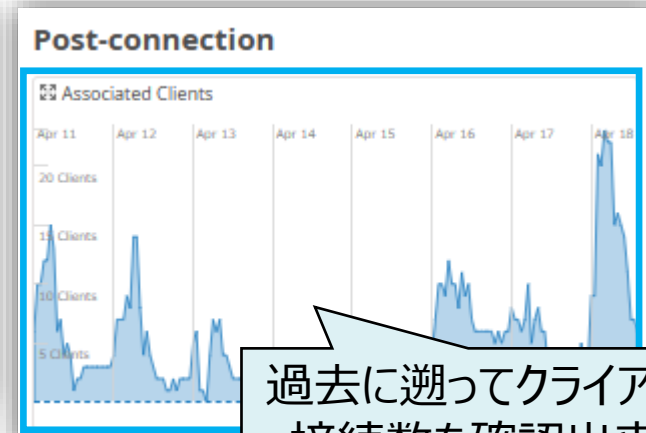 Post-connection
Associated Clients
Apr 11 Apr 12 Apr 13 Apr 14 Apr 15 Apr 16 Apr 17 Apr 18
20 Clients
15 Clients
10 Clients
5 Clients
過去に遡ってクライア